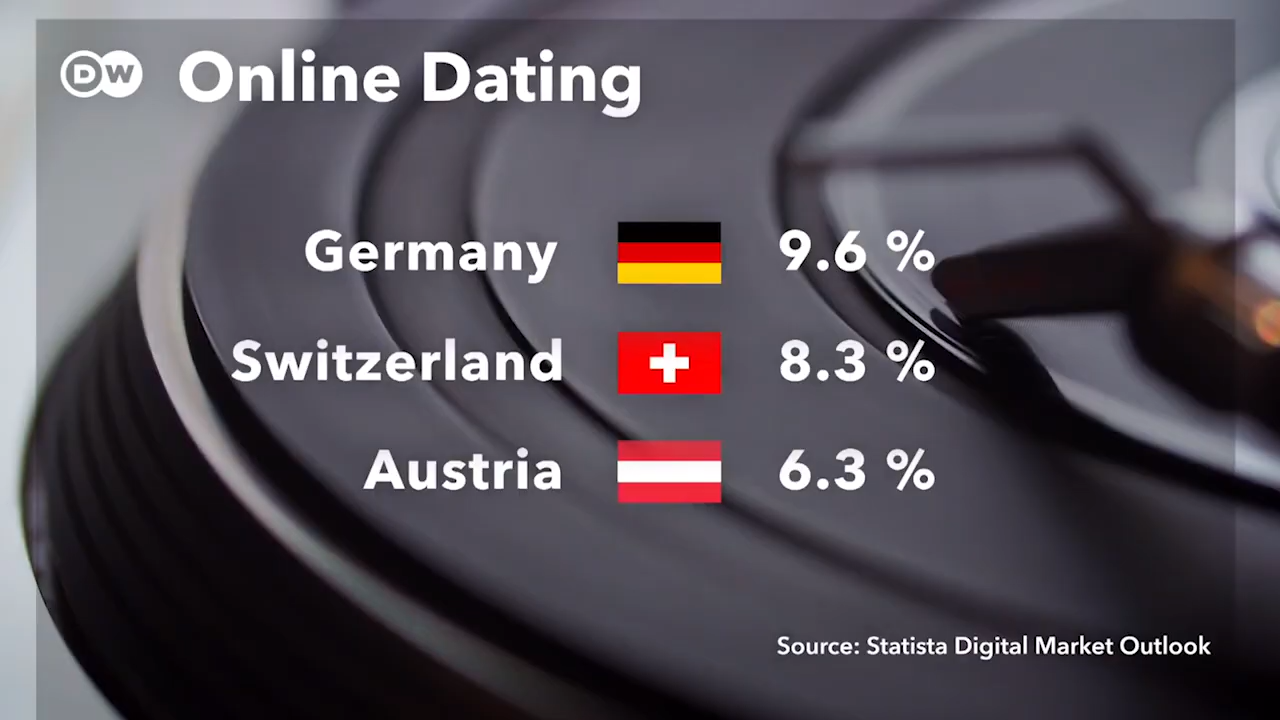 DW Online Dating
Germany 9.6 %
Switzerland 8.3 %
Austria 6.3 %
Source: Statista Digital Market Outlook